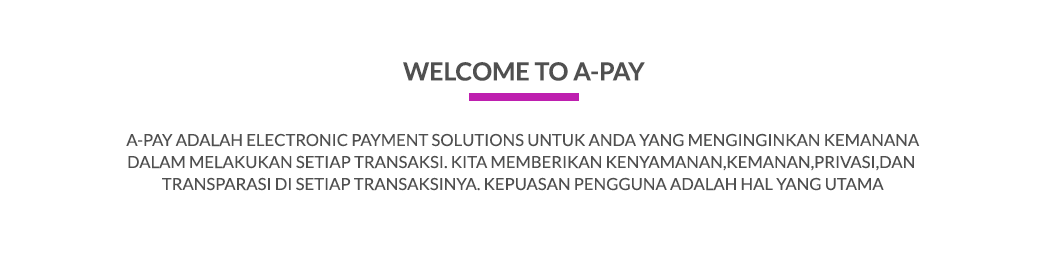 WELCOME TO A-PAY
A-PAY ADALAH ELECTRONIC PAYMENT SOLUTIONS UNTUK ANDA YANG MENGINGINKAN KEMANANA
DALAM MELAKUKAN SETIAP TRANSAKSI. KITA MEMBERIKAN KENYAMANAN,KEMANAN,PRIVASI,DAN
TRANSPARASI DI SETIAP TRANSAKSINYA. KEPUASAN PENGGUNA ADALAH HAL YANG UTAMA